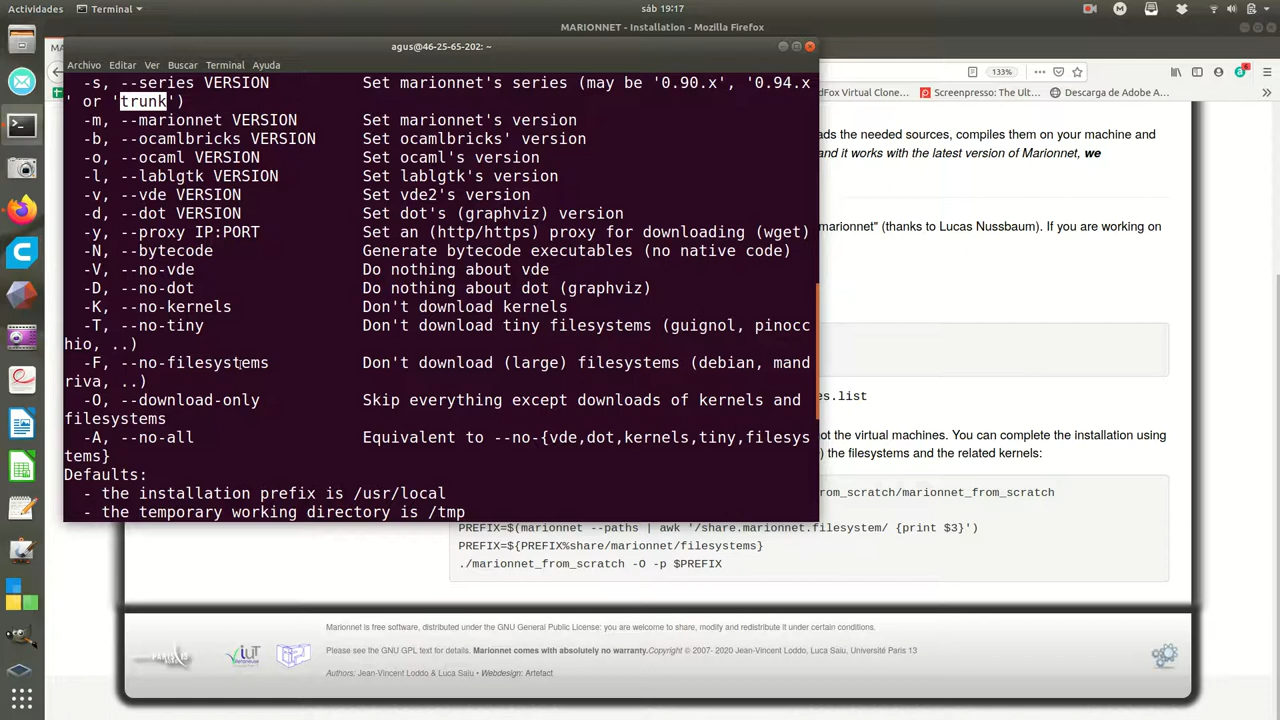 Actividades
Terminal
sáb 19:17
MARIONNET - Installation - Mozilla Firefox
agus@46-25-65-202: ~
Archivo Editar Ver Buscar Terminal Ayuda
133%
Fox Virtual Clone...
Screenpresso: The Ult...
Descarga de Adobe A...
-s, --series VERSION Set marionnet's series (may be '0.90.x', '0.94.x
' or 'trunk')
-m, --marionnet VERSION Set marionnet's version
-b, --ocamlbricks VERSION Set ocamlbricks' version
-o, --ocaml VERSION Set ocaml's version
-l, --lablgtk VERSION Set lablgtk's version
-v, --vde VERSION Set vde2's version
-d, --dot VERSION Set dot's (graphviz) version
-y, --proxy IP:PORT Set an (http/https) proxy for downloading (wget)
-N, --bytecode Generate bytecode executables (no native code)
-V, --no-vde Do nothing about vde
-D, --no-dot Do nothing about dot (graphviz)
-K, --no-kernels Don't download kernels
-T, --no-tiny Don't download tiny filesystems (guignol, pinocc
hio, ..)
-F, --no-filesystems Don't download (large) filesystems (debian, mand
riva, ..)
-O, --download-only Skip everything except downloads of kernels and
filesystems
-A, --no-all Equivalent to --no-{vde,dot,kernels,tiny,filesys
tems}
Defaults:
- the installation prefix is /usr/local
- the temporary working directory is /tmp
ads the needed sources, compiles them on your machine and
and it works with the latest version of Marionnet, we
marionnet" (thanks to Lucas Nussbaum). If you are working on
es.list
ot the virtual machines. You can complete the installation using
) the filesystems and the related kernels:
rom_scratch/marionnet_from_scratch
PREFIX=$(marionnet --paths | awk '/share.marionnet.filesystem/ {print $3}')
PREFIX=${PREFIX%share/marionnet/filesystems}
./marionnet_from_scratch -O -p $PREFIX
Marionnet is free software, distributed under the GNU General Public License: you are welcome to share, modify and redistribute it under certain conditions.
Please see the GNU GPL text for details. Marionnet comes with absolutely no warranty.Copyright © 2007- 2020 Jean-Vincent Loddo, Luca Saiu, Université Paris 13
Authors: Jean-Vincent Loddo & Luca Saiu • Webdesign: Artefact